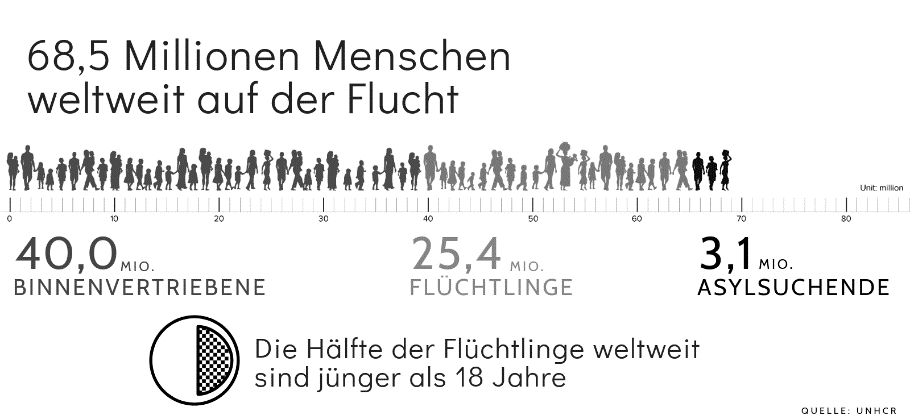 68,5 Millionen Menschen
weltweit auf der Flucht
Unit: million
0 10 20 30 40 50 60 70 80
40,0 MIO.
BINNENVERTRIEBENE
25,4 MIO.
FLÜCHTLINGE
3,1 MIO.
ASYLSUCHENDE
Die Hälfte der Flüchtlinge weltweit
sind jünger als 18 Jahre
QUELLE: UNHCR